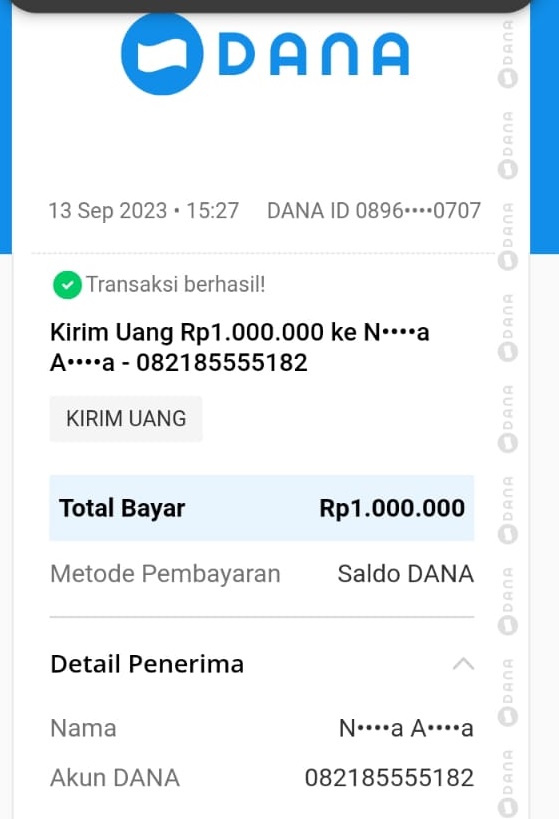 DANA
13 Sep 2023 • 15:27 DANA ID 0896••••0707
Transaksi berhasil!
Kirim Uang Rp1.000.000 ke N••••a
A••••a - 082185555182
KIRIM UANG
Total Bayar Rp1.000.000
Metode Pembayaran Saldo DANA
Detail Penerima
Nama N••••a A••••a
Akun DANA 082185555182
DANA
DANA
DANA
DANA
DANA
DANA
DANA
DANA
DANA